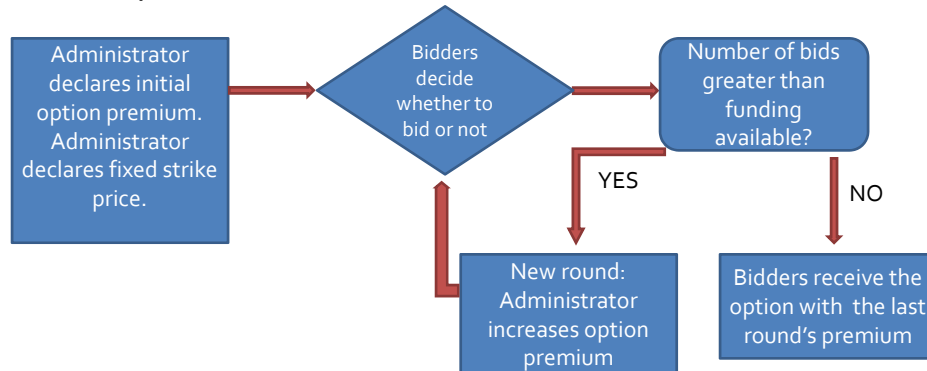 Administrator
declares initial
option premium.
Administrator
declares fixed strike
price.
Bidders
decide
whether to
bid or not
Number of bids
greater than
funding
available?
YES
NO
New round:
Administrator
increases option
premium
Bidders receive the
option with the last
round's premium